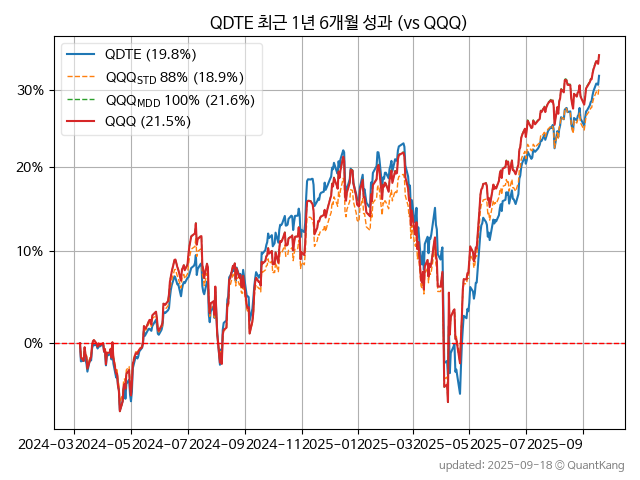 QDTE 최근 1년 6개월 성과 (vs QQQ)
QDTE (19.8%)
QQQSTD 88% (18.9%)
QQQMDD 100% (21.6%)
QQQ (21.5%)
30%
20%
10%
0%
2024-03 2024-05 2024-07 2024-09 2024-11 2025-01 2025-03 2025-05 2025-07 2025-09
updated: 2025-09-18 © QuantKang